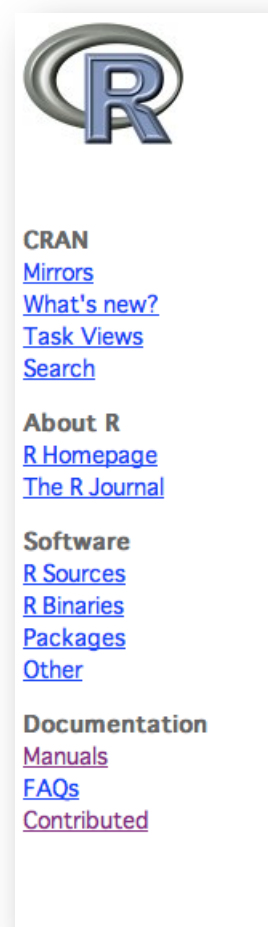 R
CRAN
Mirrors
What's new?
Task Views
Search
About R
R Homepage
The R Journal
Software
R Sources
R Binaries
Packages
Other
Documentation
Manuals
FAQs
Contributed